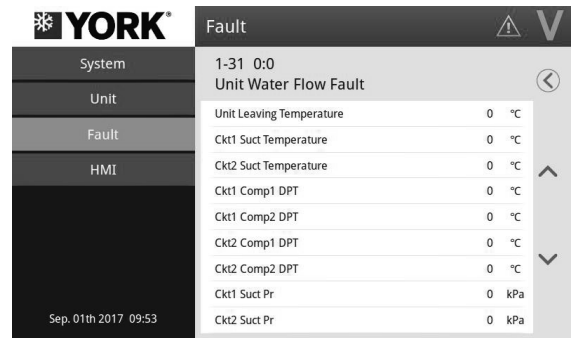 YORK®
Fault
V
System
Unit
Fault
HMI
Sep. 01th 2017 09:53
1-31 0:0
Unit Water Flow Fault
Unit Leaving Temperature 0 ℃
Ckt1 Suct Temperature 0 ℃
Ckt2 Suct Temperature 0 ℃
Ckt1 Comp1 DPT 0 ℃
Ckt1 Comp2 DPT 0 ℃
Ckt2 Comp1 DPT 0 ℃
Ckt2 Comp2 DPT 0 ℃
Ckt1 Suct Pr 0 kPa
Ckt2 Suct Pr 0 kPa